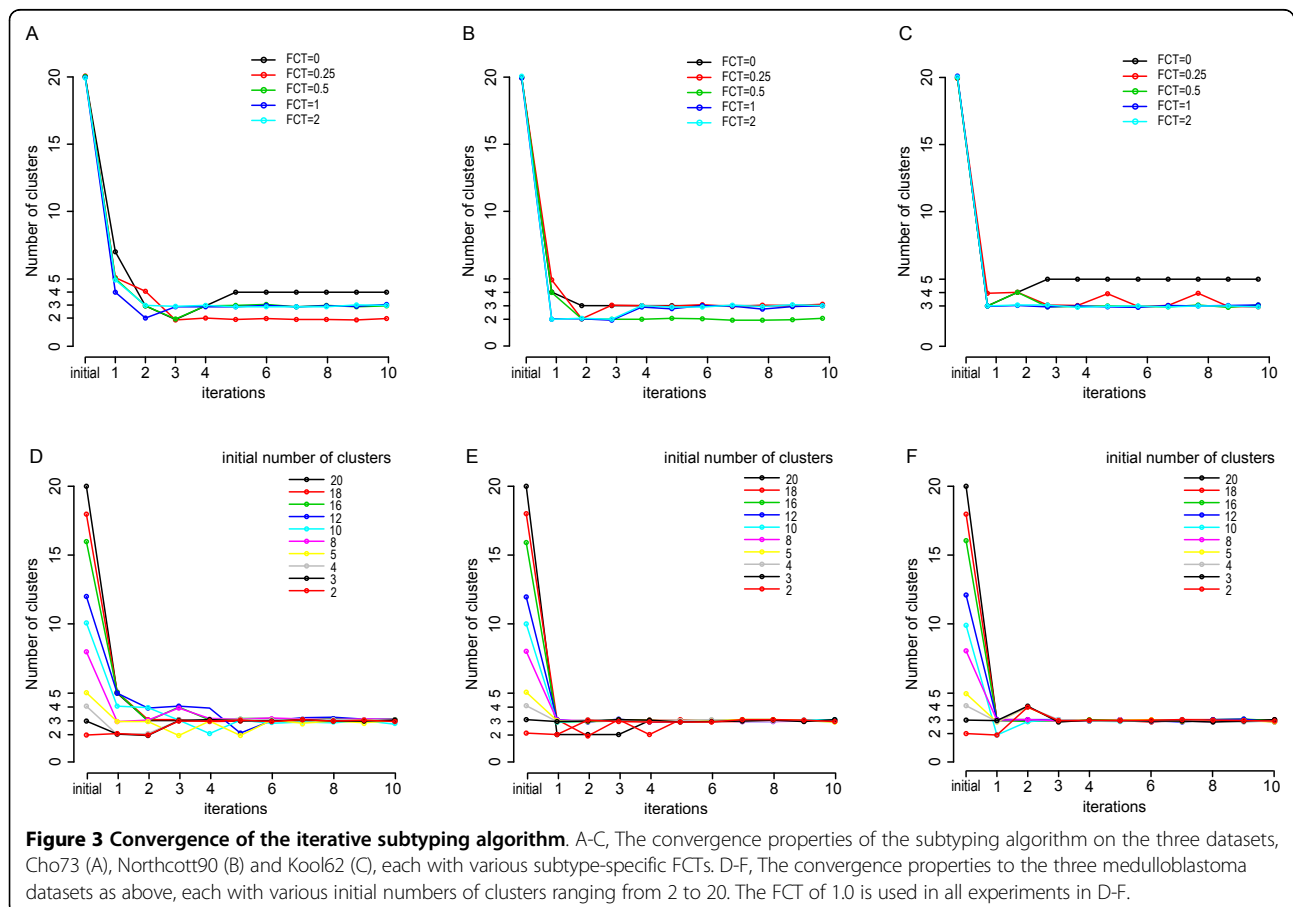 A
FCT=0
FCT=0.25
FCT=0.5
FCT=1
FCT=2
Number of clusters
20
15
10
5
4
3
2
0
initial 1 2 3 4 6 8 10
iterations
B
FCT=0
FCT=0.25
FCT=0.5
FCT=1
FCT=2
Number of clusters
20
15
10
5
4
3
2
0
initial 1 2 3 4 6 8 10
iterations
C
FCT=0
FCT=0.25
FCT=0.5
FCT=1
FCT=2
Number of clusters
20
15
10
5
4
3
2
0
initial 1 2 3 4 6 8 10
iterations
D
initial number of clusters
20
18
16
12
10
8
5
4
3
2
Number of clusters
20
15
10
5
4
3
2
0
initial 1 2 3 4 6 8 10
iterations
E
initial number of clusters
20
18
16
12
10
8
5
4
3
2
Number of clusters
20
15
10
5
4
3
2
0
initial 1 2 3 4 6 8 10
iterations
F
initial number of clusters
20
18
16
12
10
8
5
4
3
2
Number of clusters
20
15
10
5
4
3
2
0
initial 1 2 3 4 6 8 10
iterations
Figure 3 Convergence of the iterative subtyping algorithm. A-C, The convergence properties of the subtyping algorithm on the three datasets,
Cho73 (A), Northcott90 (B) and Kool62 (C), each with various subtype-specific FCTs. D-F, The convergence properties to the three medulloblastoma
datasets as above, each with various initial numbers of clusters ranging from 2 to 20. The FCT of 1.0 is used in all experiments in D-F.